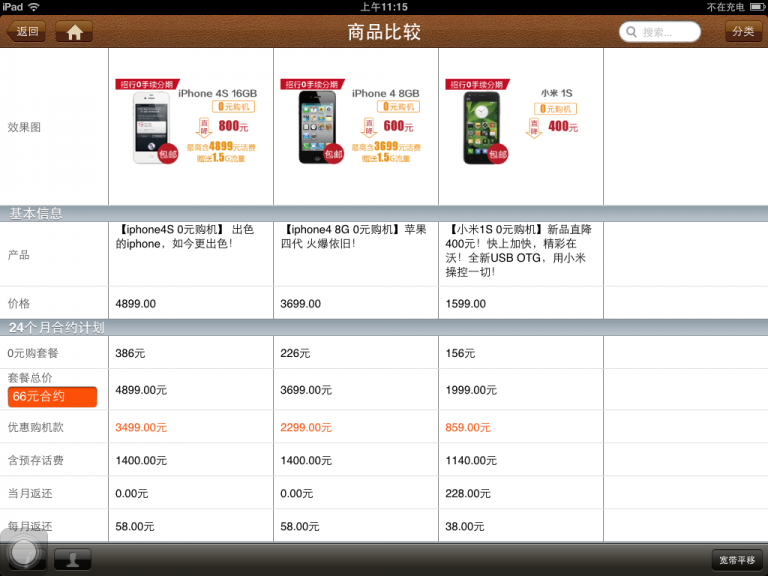 iPad
上午11:15
不在充电
返回
商品比较
搜索...
分类
效果图
招行0手续分期
iPhone 4S 16GB
0元购机
直降
800元
最高含4899元话费
赠送1.5G流量
包邮
招行0手续分期
iPhone 4 8GB
0元购机
直降
600元
最高含3699元话费
赠送1.5G流量
包邮
招行0手续分期
小米 1S
0元购机
直降
400元
包邮
基本信息
产品
【iphone4S 0元购机】 出色
的iphone，如今更出色！
【iphone4 8G 0元购机】苹果
四代 火爆依旧！
【小米1S 0元购机】新品直降
400元！快上加快，精彩在
沃！全新USB OTG，用小米
操控一切！
价格
4899.00
3699.00
1599.00
24个月合约计划
0元购套餐
386元
226元
156元
套餐总价
66元合约
4899.00元
3699.00元
1999.00元
优惠购机款
3499.00元
2299.00元
859.00元
含预存话费
1400.00元
1400.00元
1140.00元
当月返还
0.00元
0.00元
228.00元
每月返还
58.00元
58.00元
38.00元
宽带平移